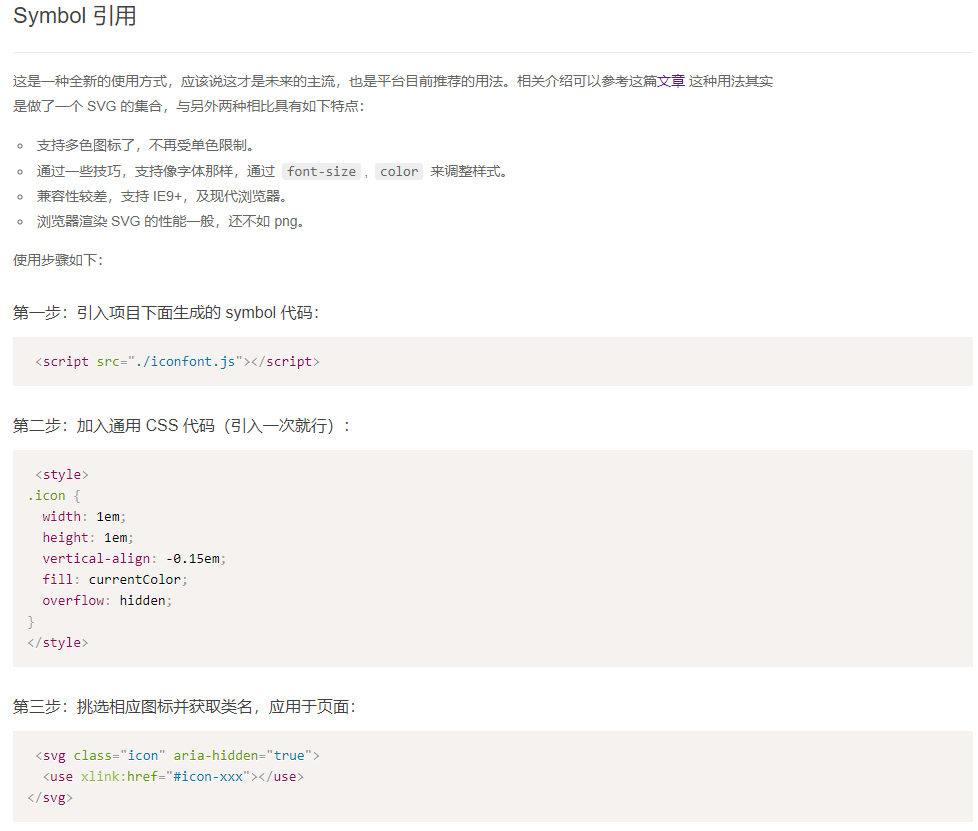 Symbol 引用
这是一种全新的使用方式，应该说这才是未来的主流，也是平台目前推荐的用法。相关介绍可以参考这篇文章 这种用法其实
是做了一个 SVG 的集合，与另外两种相比具有如下特点：
支持多色图标了，不再受单色限制。
通过一些技巧，支持像字体那样，通过 font-size , color 来调整样式。
兼容性较差，支持 IE9+，及现代浏览器。
浏览器渲染 SVG 的性能一般，还不如 png。
使用步骤如下：
第一步：引入项目下面生成的 symbol 代码：
<script src="./iconfont.js"></script>
第二步：加入通用 CSS 代码（引入一次就行）：
<style>
.icon {
width: 1em;
height: 1em;
vertical-align: -0.15em;
fill: currentColor;
overflow: hidden;
}
</style>
第三步：挑选相应图标并获取类名，应用于页面：
<svg class="icon" aria-hidden="true">
<use xlink:href="#icon-xxx"></use>
</svg>